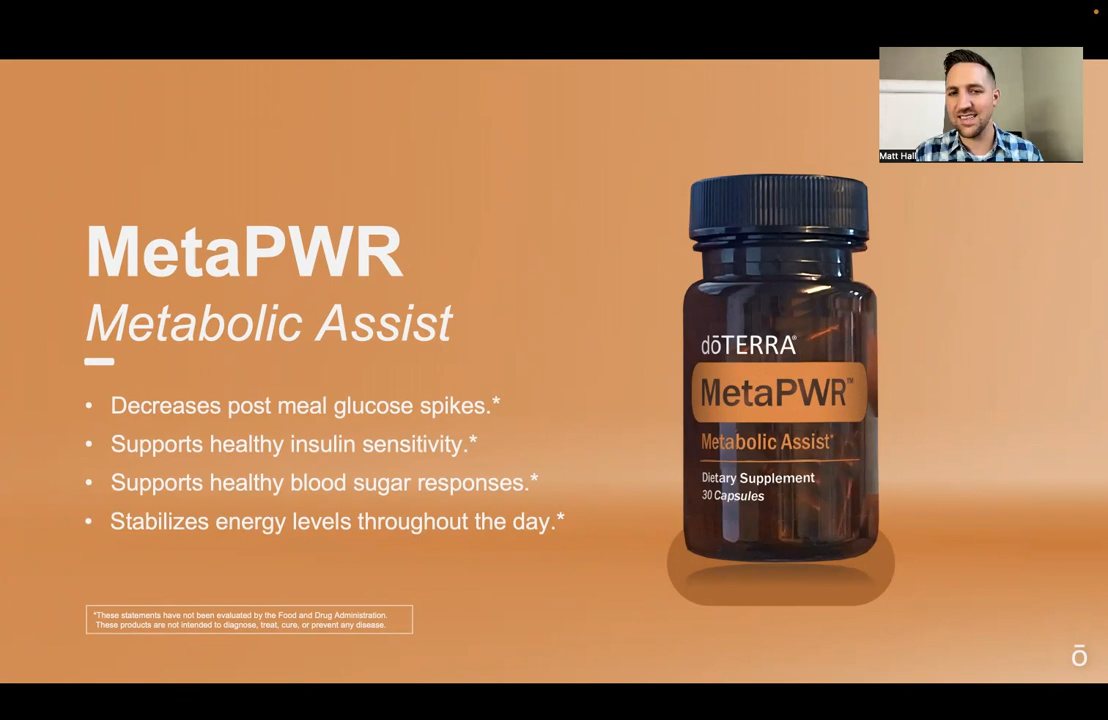 Matt Hall
MetaPWR
Metabolic Assist
• Decreases post meal glucose spikes.*
• Supports healthy insulin sensitivity.*
• Supports healthy blood sugar responses.*
• Stabilizes energy levels throughout the day.*
*These statements have not been evaluated by the Food and Drug Administration.
These products are not intended to diagnose, treat, cure, or prevent any disease.
dōTERRA®
MetaPWR™
Metabolic Assist*
Dietary Supplement
30 Capsules
ō